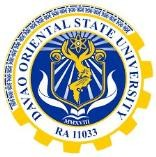 DAVAO ORIENTAL STATE UNIVERSITY
MMXVIII
RA 11033